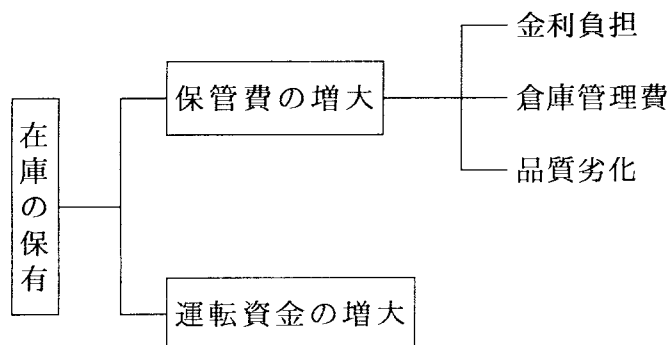 在庫の保有
保管費の増大
金利負担
倉庫管理費
品質劣化
運転資金の増大